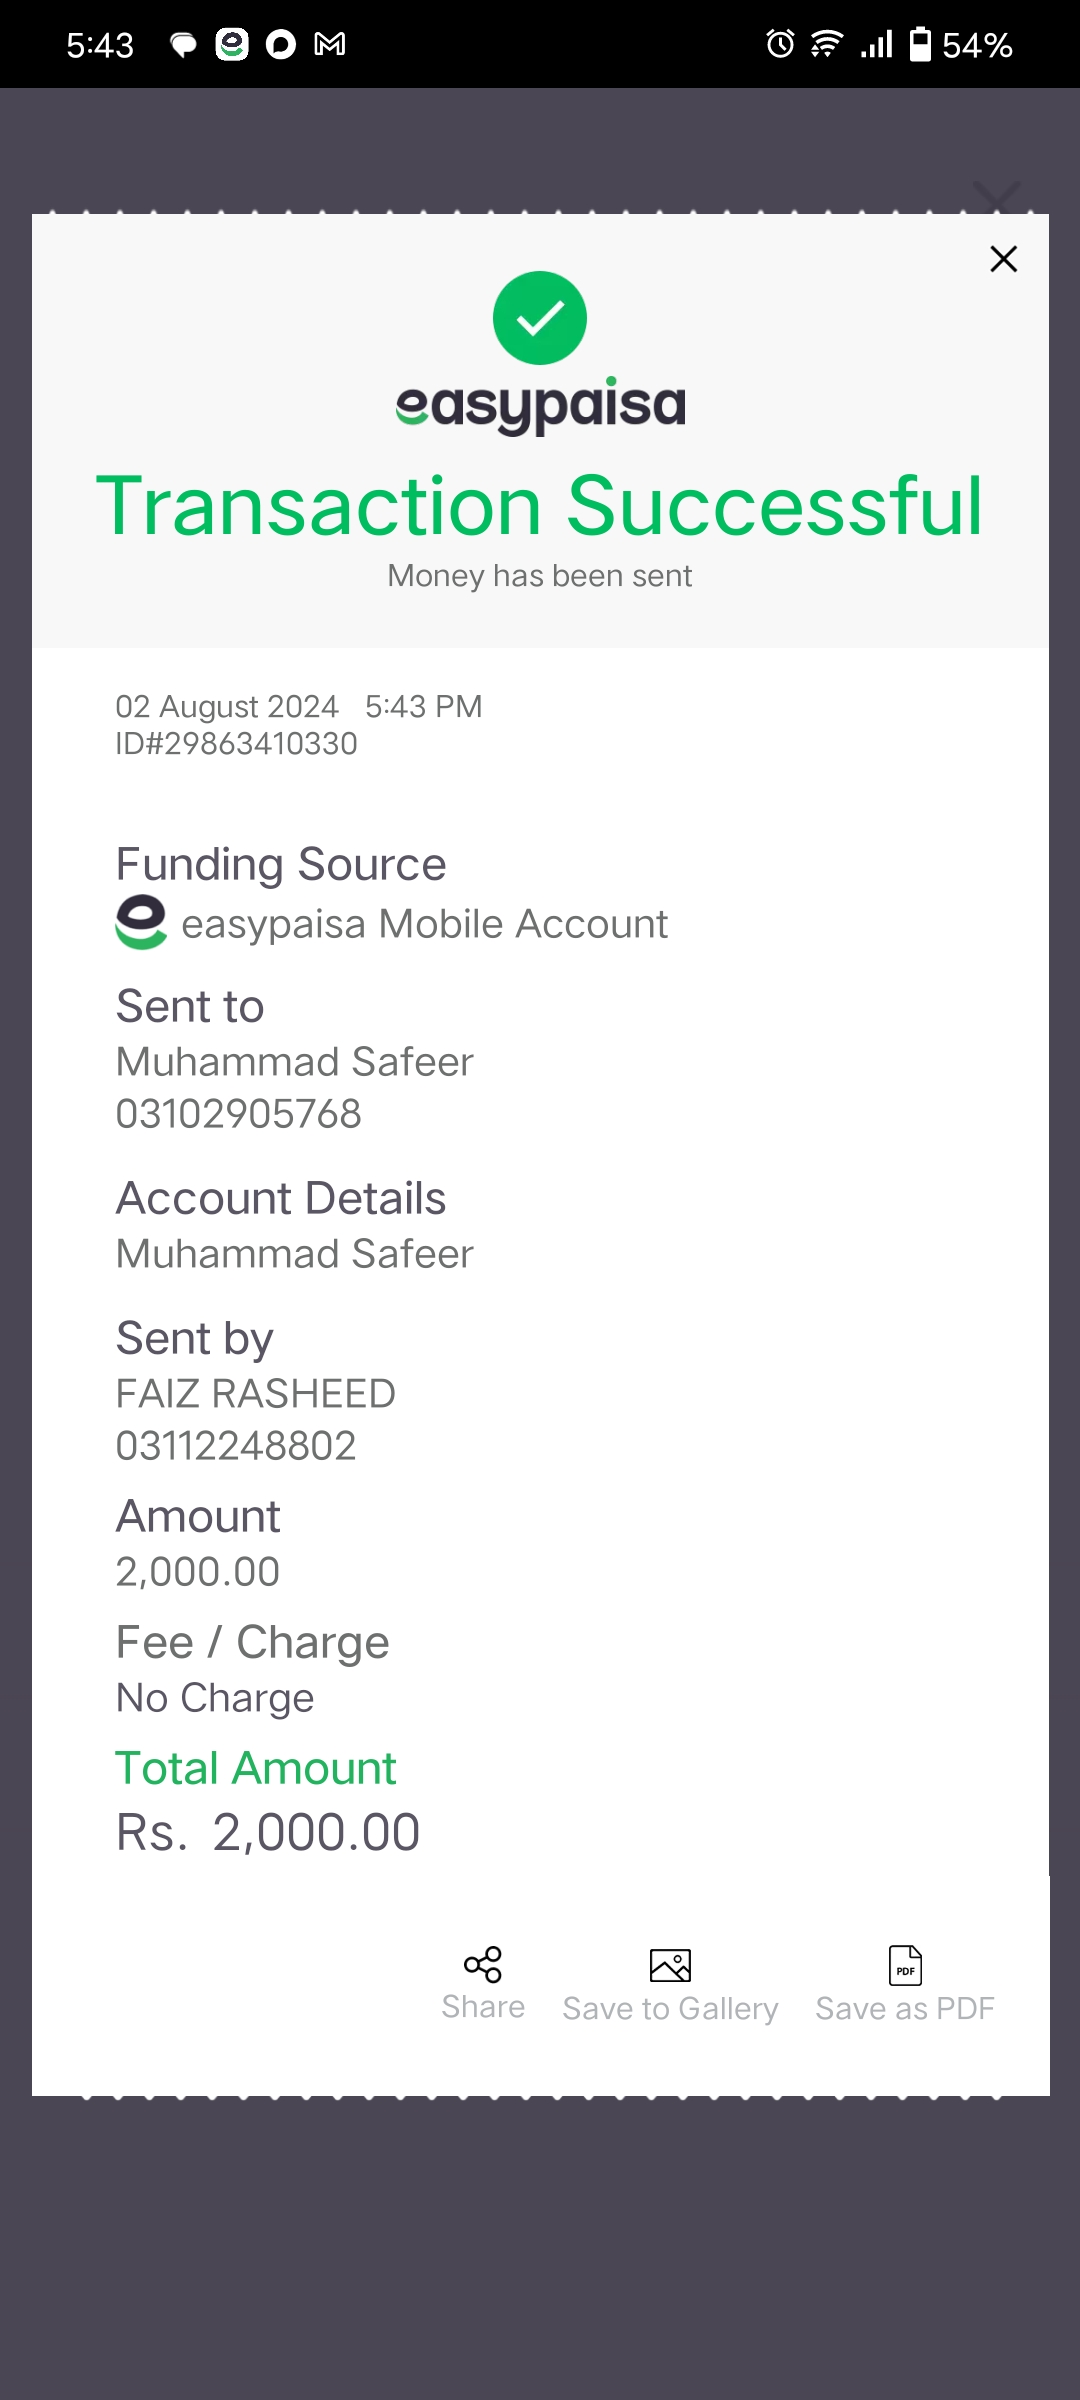 5:43 54%
easypaisa
Transaction Successful
Money has been sent
02 August 2024 5:43 PM
ID#29863410330
Funding Source
easypaisa Mobile Account
Sent to
Muhammad Safeer
03102905768
Account Details
Muhammad Safeer
Sent by
FAIZ RASHEED
03112248802
Amount
2,000.00
Fee / Charge
No Charge
Total Amount
Rs. 2,000.00
PDF
Share Save to Gallery Save as PDF